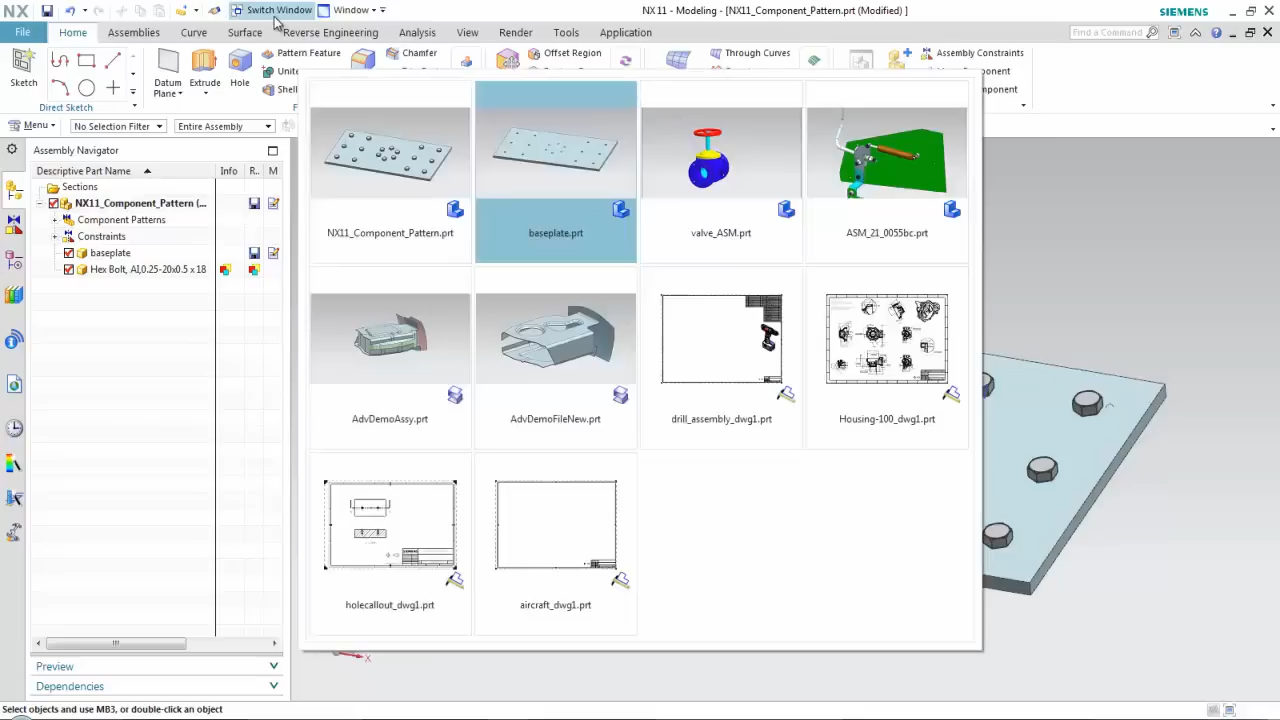 NX Switch Window Window NX 11 - Modeling - [NX11_Component_Pattern.prt (Modified) ] SIEMENS
File Home Assemblies Curve Surface Reverse Engineering Analysis View Render Tools Application Find a Command
Pattern Feature Chamfer Offset Region Through Curves Assembly Constraints
Unite
Sketch Datum Plane Extrude Hole
Shell
Direct Sketch
Menu No Selection Filter Entire Assembly
Assembly Navigator
Descriptive Part Name Info R.. M
Sections
NX11_Component_Pattern (...
Component Patterns
Constraints
baseplate
Hex Bolt, AI,0.25-20x0.5 x 18
NX11_Component_Pattern.prt baseplate.prt valve_ASM.prt ASM_21_0055bc.prt
AdvDemoAssy.prt AdvDemoFileNew.prt drill_assembly_dwg1.prt Housing-100_dwg1.prt
holecallout_dwg1.prt aircraft_dwg1.prt
X
Preview
Dependencies
Select objects and use MB3, or double-click an object